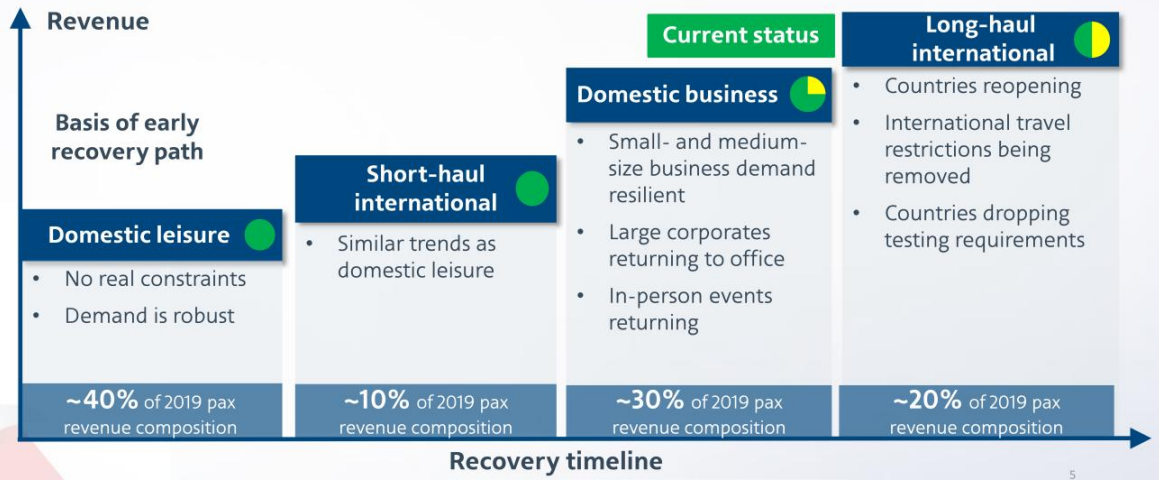 Revenue
Basis of early
recovery path
Current status
Domestic leisure
• No real constraints
• Demand is robust
~40% of 2019 pax
revenue composition
Short-haul
international
• Similar trends as
domestic leisure
~10% of 2019 pax
revenue composition
Domestic business
• Small- and medium-
size business demand
resilient
• Large corporates
returning to office
• In-person events
returning
~30% of 2019 pax
revenue composition
Long-haul
international
• Countries reopening
• International travel
restrictions being
removed
• Countries dropping
testing requirements
~20% of 2019 pax
revenue composition
Recovery timeline
5